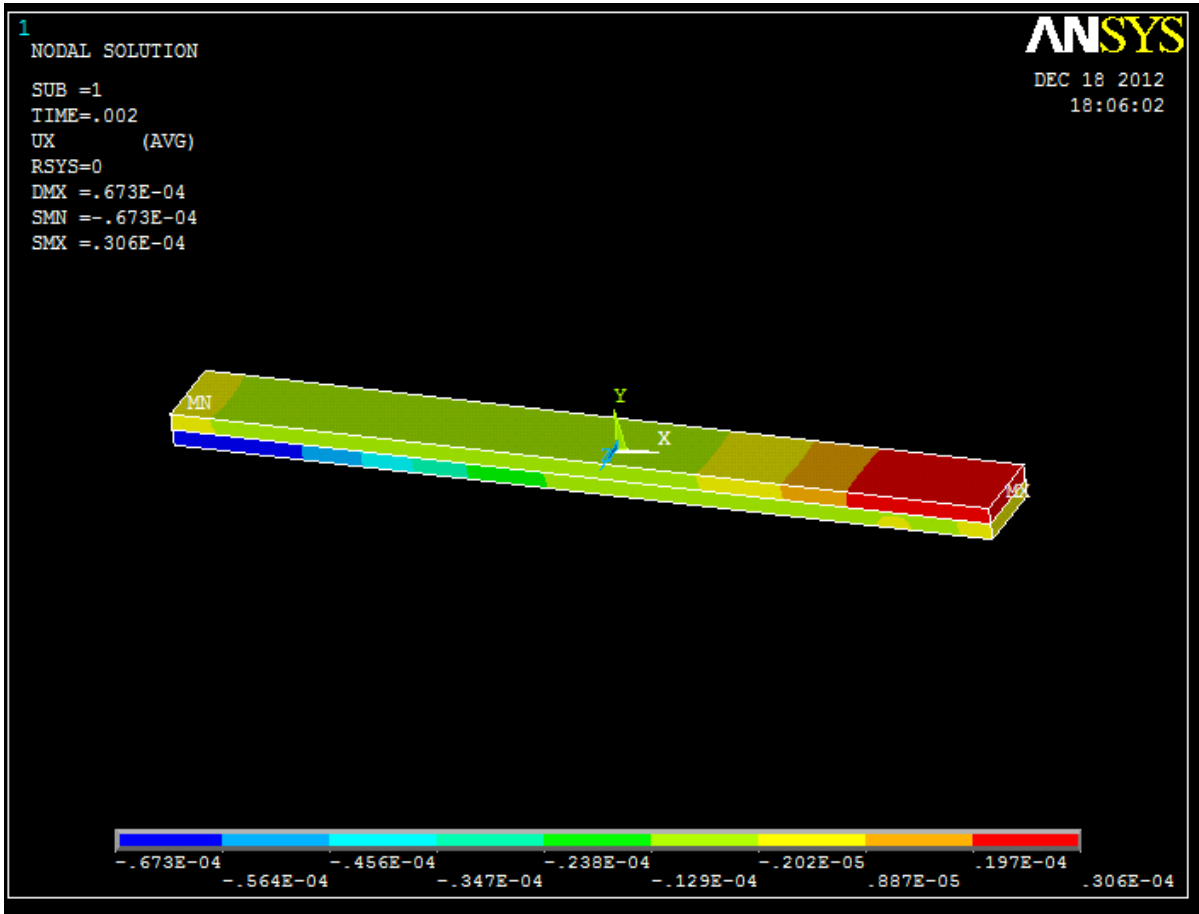 1
NODAL SOLUTION
SUB =1
TIME=.002
UX (AVG)
RSYS=0
DMX =.673E-04
SMN =-.673E-04
SMX =.306E-04
ANSYS
DEC 18 2012
18:06:02
MN
Y
X
Z
MX
-.673E-04 -.456E-04 -.238E-04 -.202E-05 .197E-04
-.564E-04 -.347E-04 -.129E-04 .887E-05 .306E-04